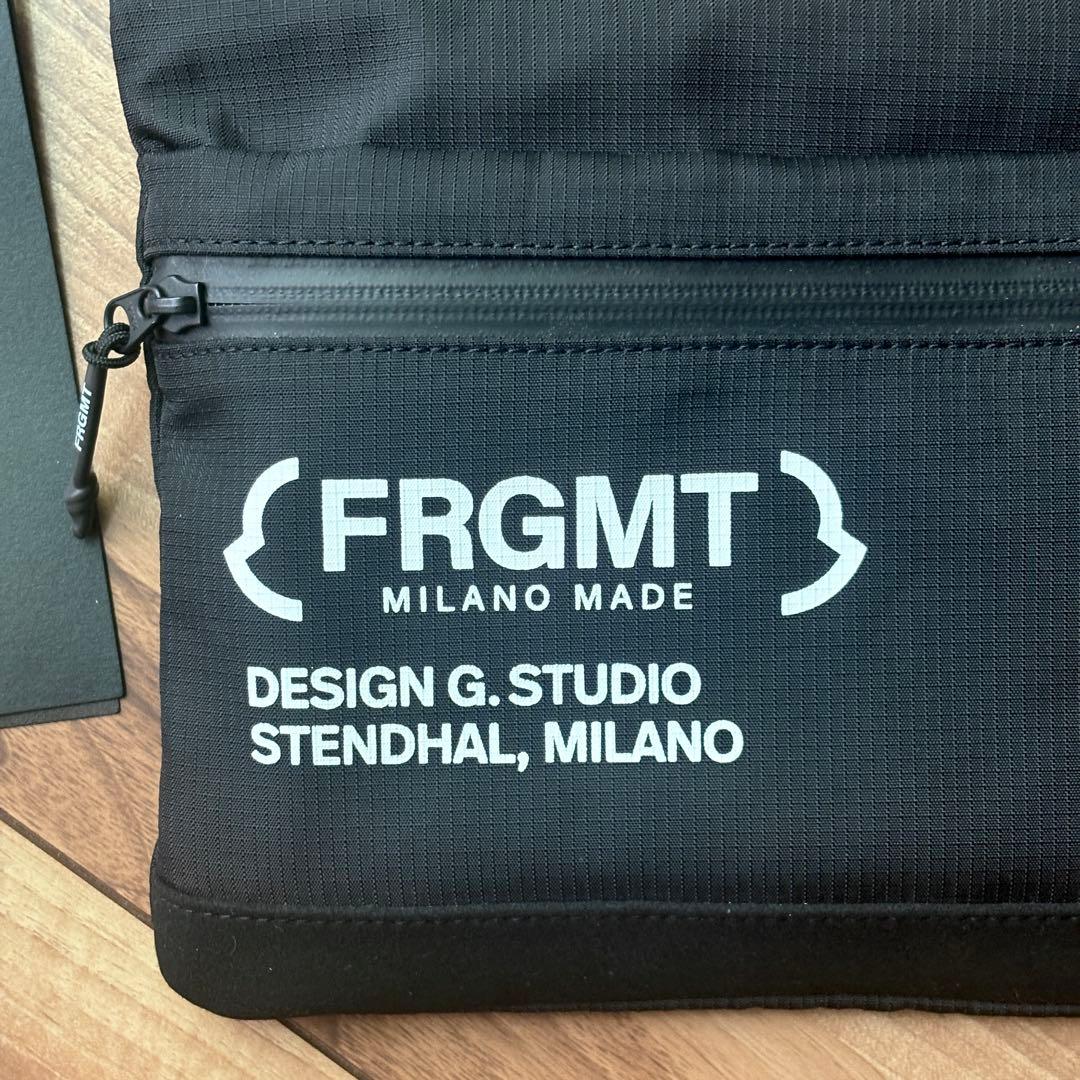 FRGMT
FRGMT
MILANO MADE
DESIGN G. STUDIO
STENDHAL, MILANO